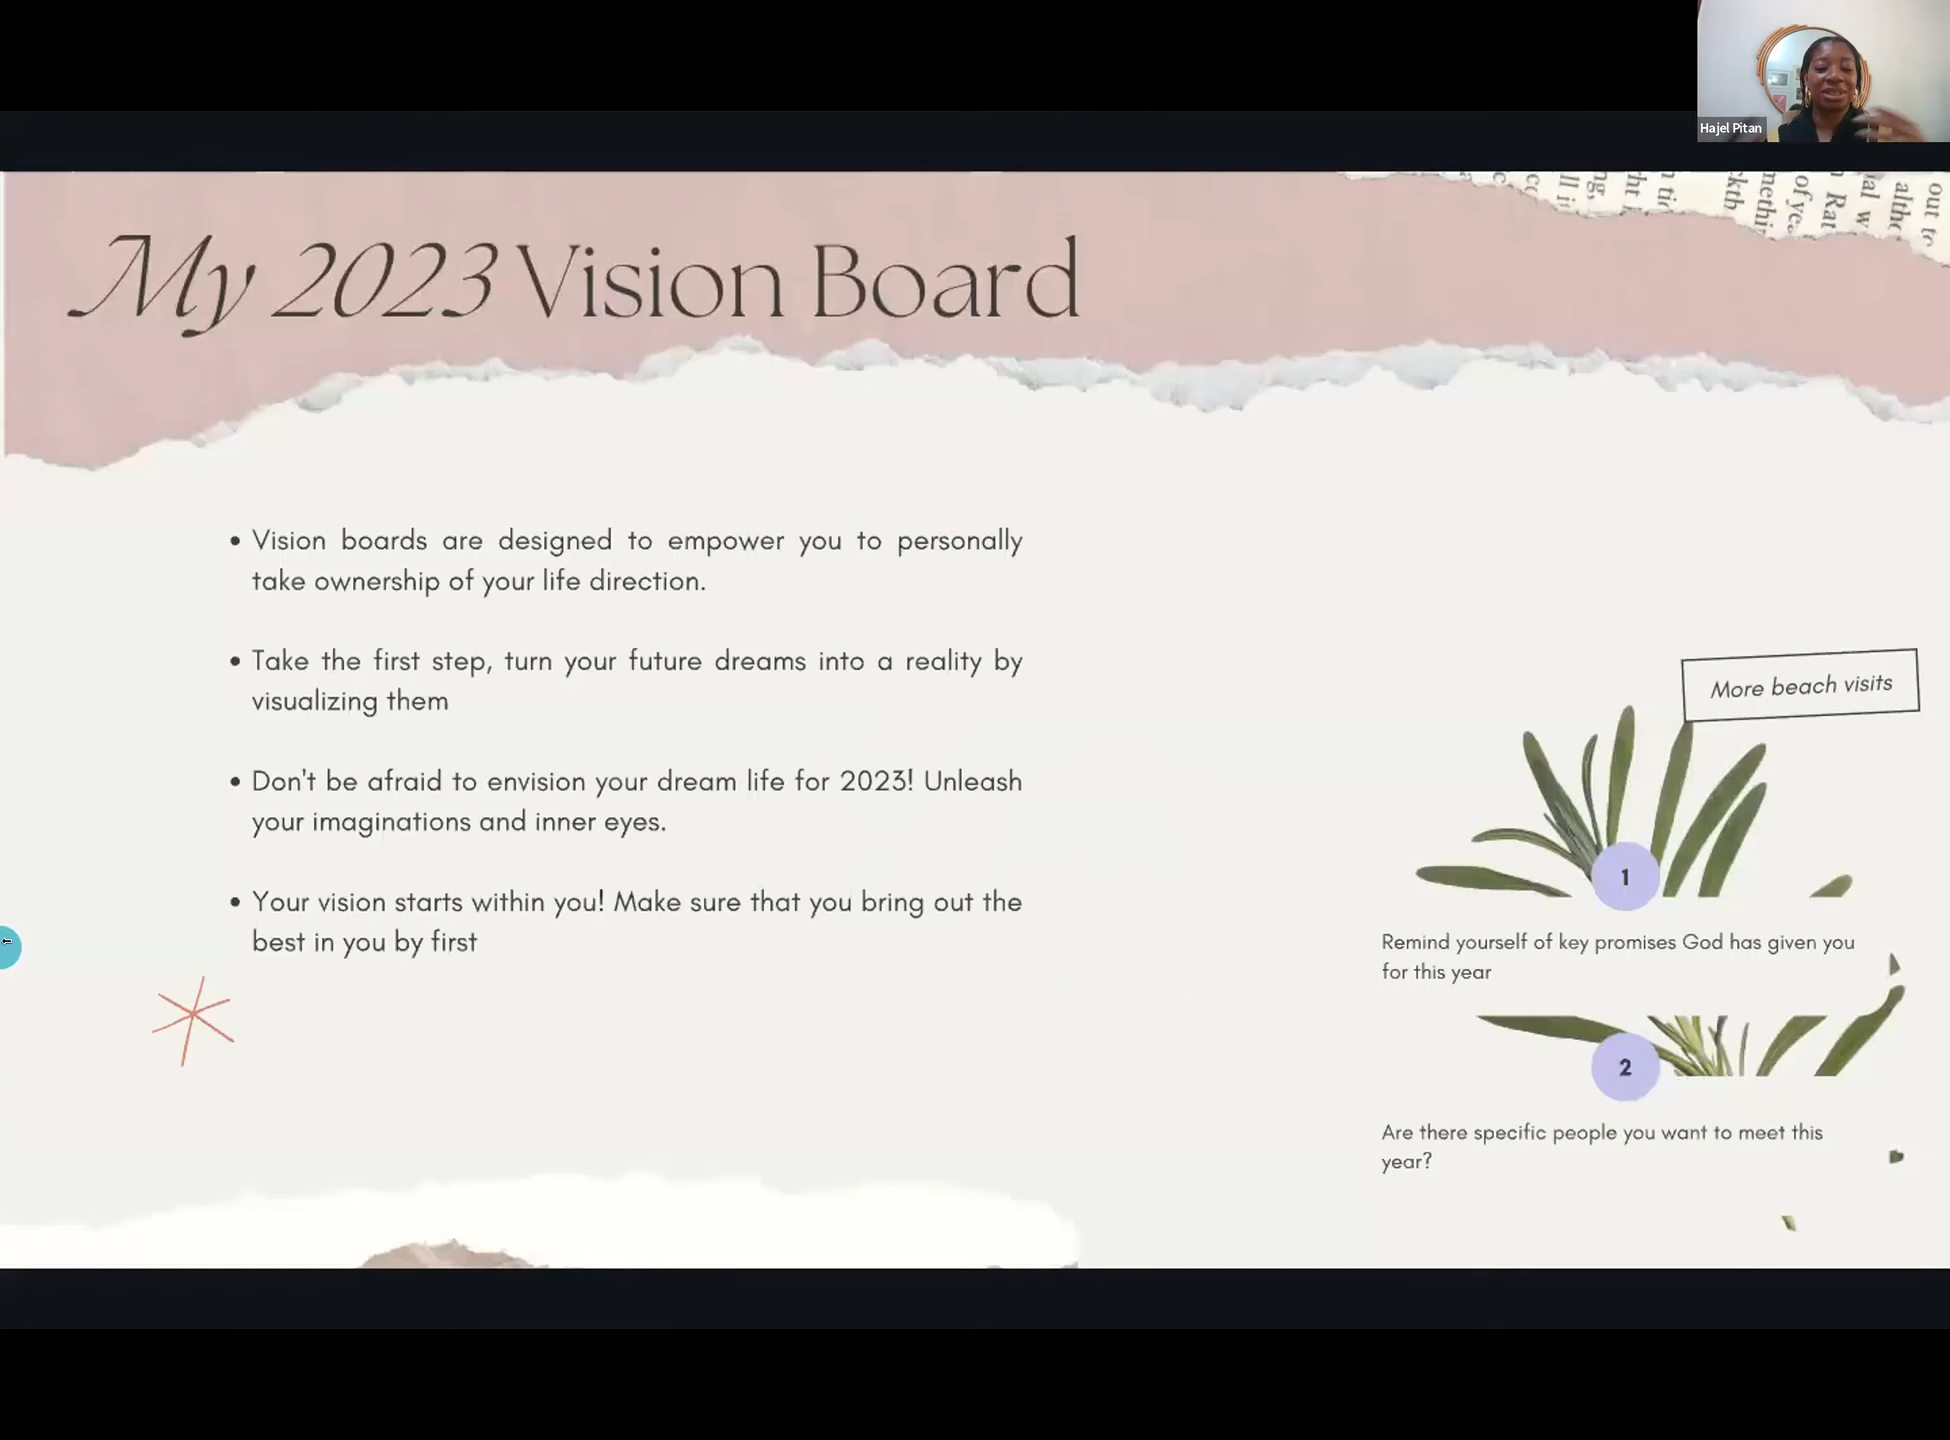 Hajel Pitan
My 2023 Vision Board
• Vision boards are designed to empower you to personally
take ownership of your life direction.
• Take the first step, turn your future dreams into a reality by
visualizing them
• Don't be afraid to envision your dream life for 2023! Unleash
your imaginations and inner eyes.
• Your vision starts within you! Make sure that you bring out the
best in you by first
More beach visits
1
Remind yourself of key promises God has given you
for this year
2
Are there specific people you want to meet this
year?